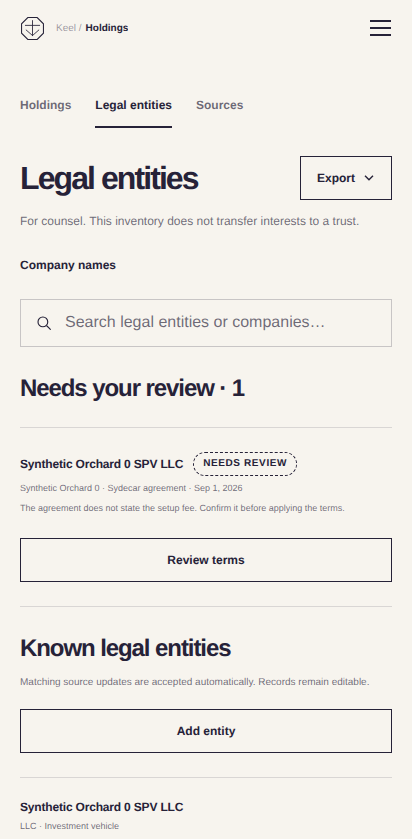 Keel / Holdings
Holdings Legal entities Sources
Legal entities
Export
For counsel. This inventory does not transfer interests to a trust.
Company names
Search legal entities or companies…
Needs your review · 1
Synthetic Orchard 0 SPV LLC NEEDS REVIEW
Synthetic Orchard 0 · Sydecar agreement · Sep 1, 2026
The agreement does not state the setup fee. Confirm it before applying the terms.
Review terms
Known legal entities
Matching source updates are accepted automatically. Records remain editable.
Add entity
Synthetic Orchard 0 SPV LLC
LLC · Investment vehicle